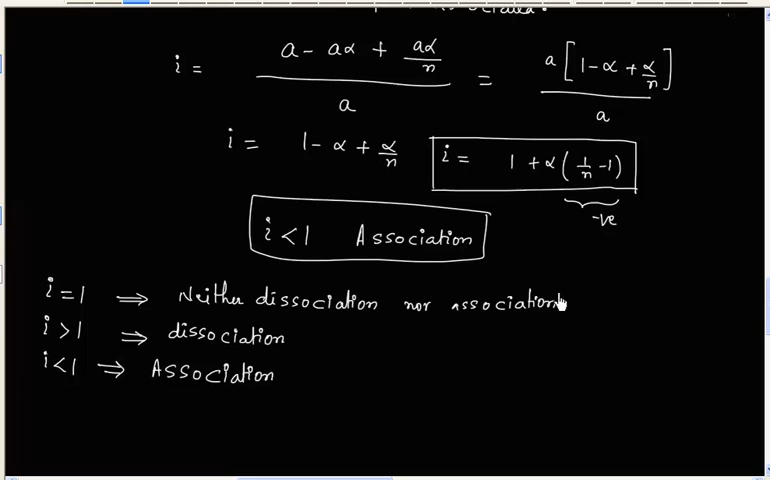 i = a - aα + aα/n / a = a[1 - α + α/n] / a
i = 1 - α + α/n i = 1 + α(1/n - 1)
-ve
i < 1 Association
i = 1 ⇒ Neither dissociation nor association
i > 1 ⇒ dissociation
i < 1 ⇒ Association